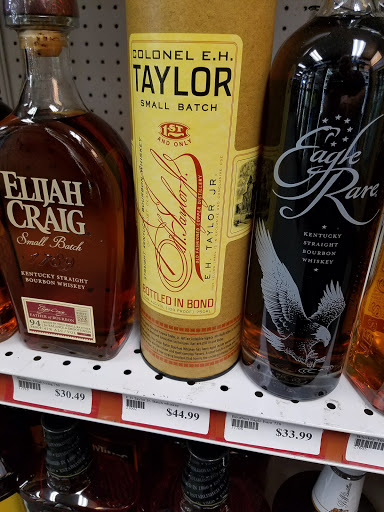 ELIJAH
CRAIG
Small Batch
KENTUCKY STRAIGHT
BOURBON WHISKEY
94
COLONEL E.H.
TAYLOR
SMALL BATCH
1ST
AND ONLY
E. H. TAYLOR JR.
BOTTLED IN BOND
Eagle
Rare
KENTUCKY
STRAIGHT
BOURBON
WHISKEY
$30.49
$44.99
$33.99